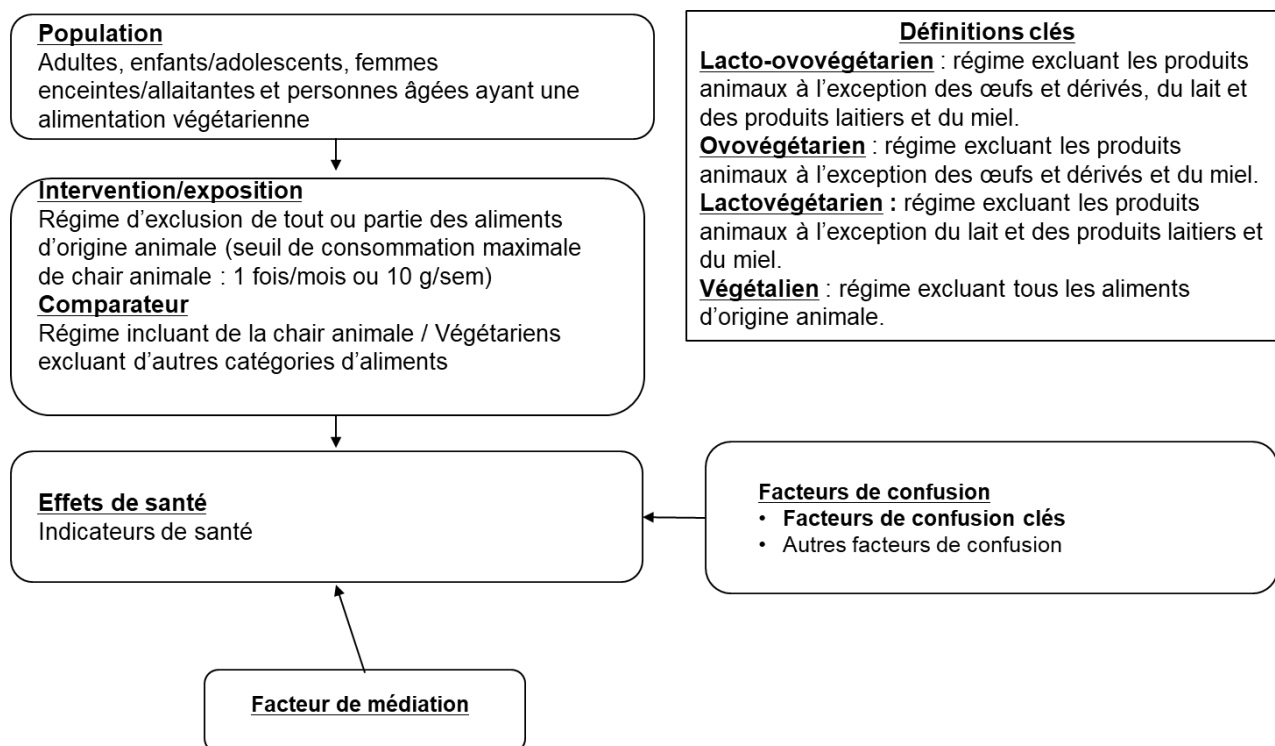 Population
Adultes, enfants/adolescents, femmes
enceintes/allaitantes et personnes âgées ayant une
alimentation végétarienne
Intervention/exposition
Régime d’exclusion de tout ou partie des aliments
d’origine animale (seuil de consommation maximale
de chair animale : 1 fois/mois ou 10 g/sem)
Comparateur
Régime incluant de la chair animale / Végétariens
excluant d’autres catégories d’aliments
Effets de santé
Indicateurs de santé
Facteur de médiation
Définitions clés
Lacto-ovovégétarien : régime excluant les produits
animaux à l’exception des œufs et dérivés, du lait et
des produits laitiers et du miel.
Ovovégétarien : régime excluant les produits
animaux à l’exception des œufs et dérivés et du miel.
Lactovégétarien : régime excluant les produits
animaux à l’exception du lait et des produits laitiers et
du miel.
Végétalien : régime excluant tous les aliments
d’origine animale.
Facteurs de confusion
• Facteurs de confusion clés
• Autres facteurs de confusion